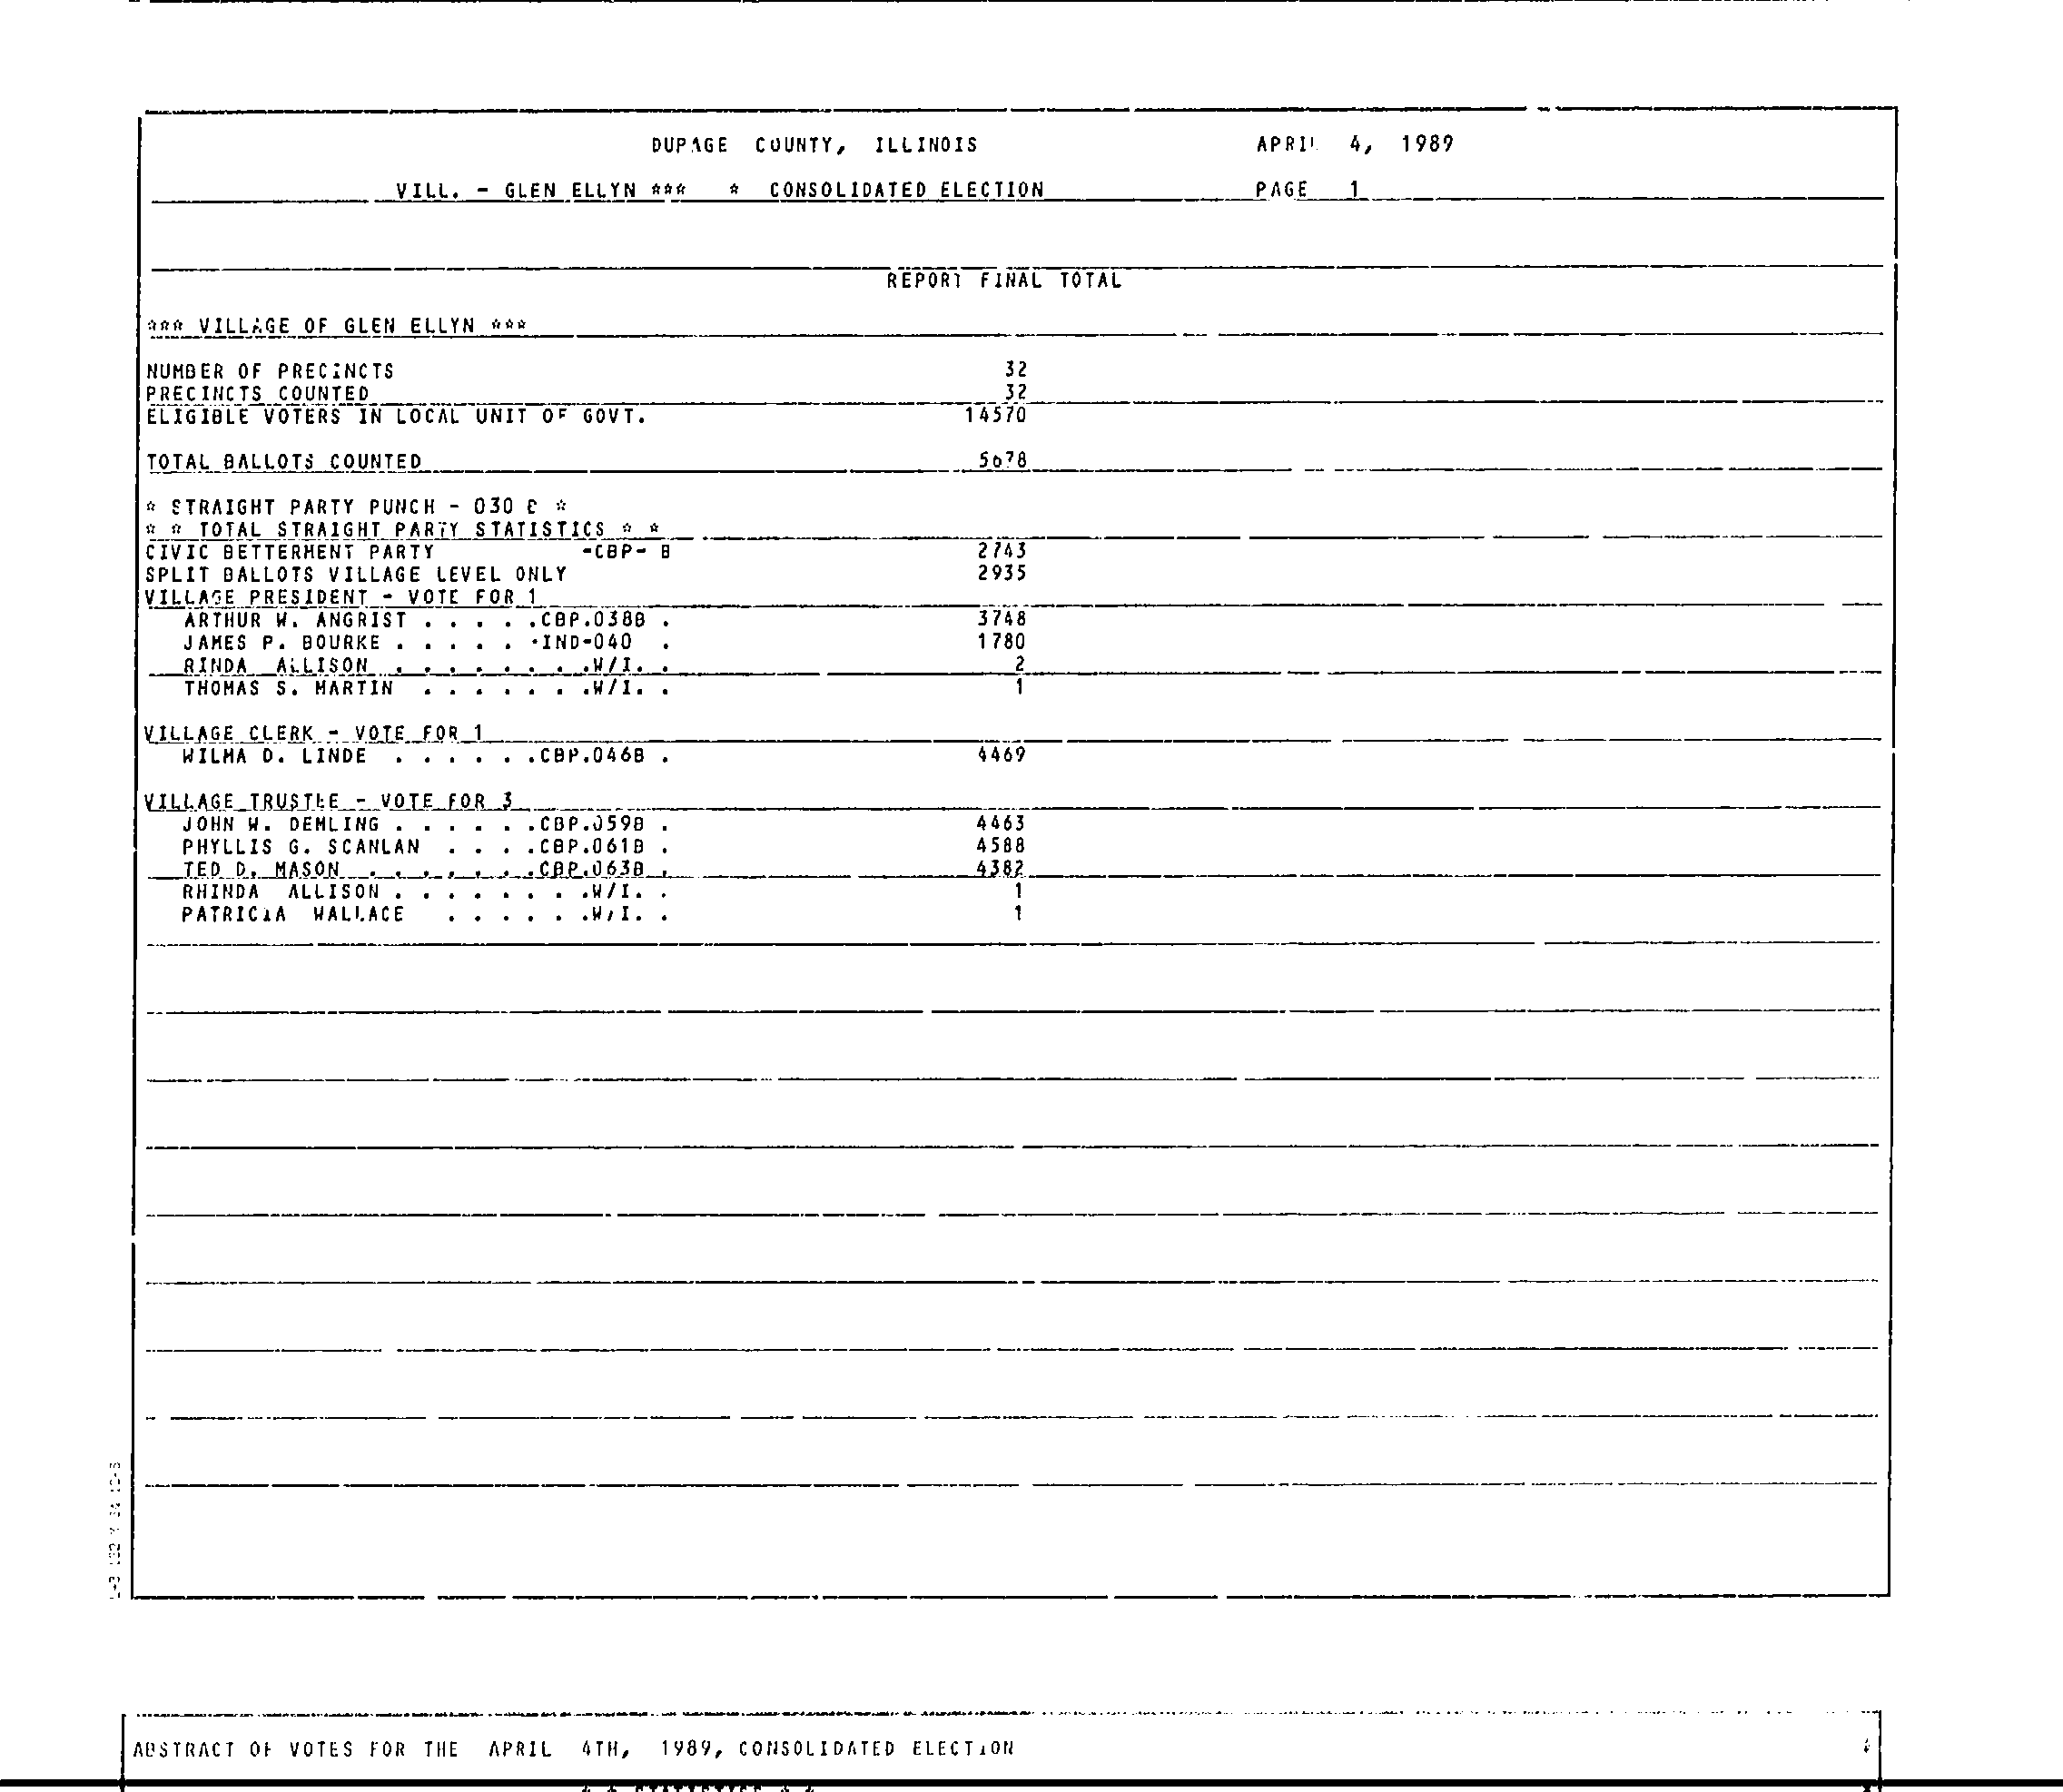 DUPAGE COUNTY, ILLINOIS APRIL 4, 1989
VILL. - GLEN ELLYN *** * CONSOLIDATED ELECTION PAGE 1
REPORT FINAL TOTAL
*** VILLAGE OF GLEN ELLYN ***
NUMBER OF PRECINCTS 32
PRECINCTS COUNTED 32
ELIGIBLE VOTERS IN LOCAL UNIT OF GOVT. 14570
TOTAL BALLOTS COUNTED 5678
* STRAIGHT PARTY PUNCH - 030 *
* * TOTAL STRAIGHT PARTY STATISTICS * *
CIVIC BETTERMENT PARTY -CBP- B 2743
SPLIT BALLOTS VILLAGE LEVEL ONLY 2935
VILLAGE PRESIDENT - VOTE FOR 1
ARTHUR W. ANGRIST . . . . .CBP.038B . 3748
JAMES P. BOURKE . . . . . -IND-040 . 1780
RINDA ALLISON . . . . . . . .W/I. . 2
THOMAS S. MARTIN . . . . . . .W/I. . 1
VILLAGE CLERK - VOTE FOR 1
WILMA D. LINDE . . . . . .CBP.046B . 4469
VILLAGE TRUSTEE - VOTE FOR 3
JOHN W. DEMLING . . . . . .CBP.059B . 4463
PHYLLIS G. SCANLAN . . . .CBP.061B . 4588
TED D. MASON . . . . . . .CBP.063B . 4382
RHINDA ALLISON . . . . . . . .W/I. . 1
PATRICIA WALLACE . . . . . .W/I. . 1
ABSTRACT OF VOTES FOR THE APRIL 4TH, 1989, CONSOLIDATED ELECTION
* * STATISTICS * *